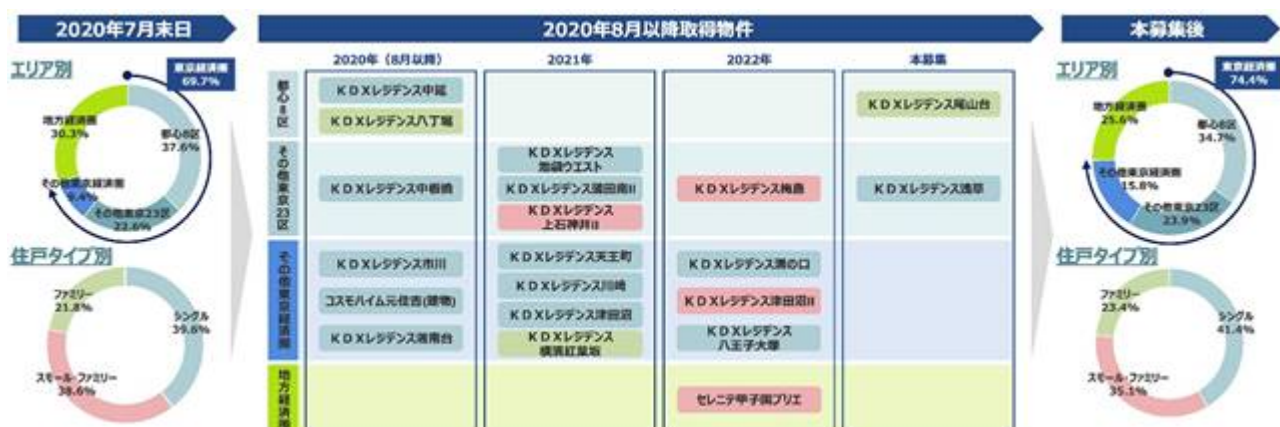 2020年7月末日
2020年8月以降取得物件
本募集後
エリア別
東京経済圏
69.7%
地方経済圏
30.3%
都心8区
37.6%
その他東京経済圏
9.4%
その他東京23区
22.6%
住戸タイプ別
ファミリー
21.8%
シングル
39.6%
スモール・ファミリー
38.6%
2020年（8月以降）
2021年
2022年
本募集
都心8区
KDXレジデンス中延
KDXレジデンス八丁堀
KDXレジデンス尾山台
その他東京23区
KDXレジデンス中板橋
KDXレジデンス
池袋ウエスト
KDXレジデンス蒲田南II
KDXレジデンス
上石神井II
KDXレジデンス梅島
KDXレジデンス浅草
その他東京経済圏
KDXレジデンス市川
コスモハイム元住吉(建物)
KDXレジデンス湘南台
KDXレジデンス天王町
KDXレジデンス川崎
KDXレジデンス津田沼
KDXレジデンス
横濱紅葉坂
KDXレジデンス溝の口
KDXレジデンス津田沼II
KDXレジデンス
八王子大塚
地方経済圏
セレニテ甲子園プリエ
エリア別
東京経済圏
74.4%
地方経済圏
25.6%
都心8区
34.7%
その他東京経済圏
15.8%
その他東京23区
23.9%
住戸タイプ別
ファミリー
23.4%
シングル
41.4%
スモール・ファミリー
35.1%